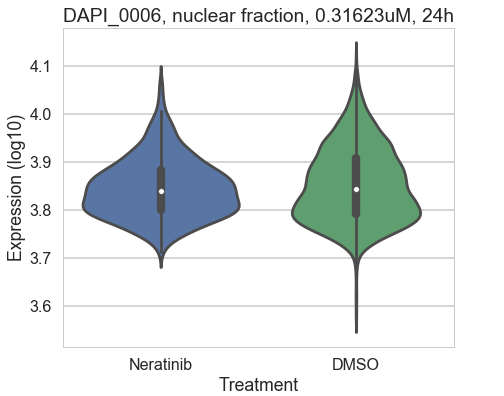 DAPI_0006, nuclear fraction, 0.31623uM, 24h
Expression (log10)
4.1
4.0
3.9
3.8
3.7
3.6
Neratinib DMSO
Treatment